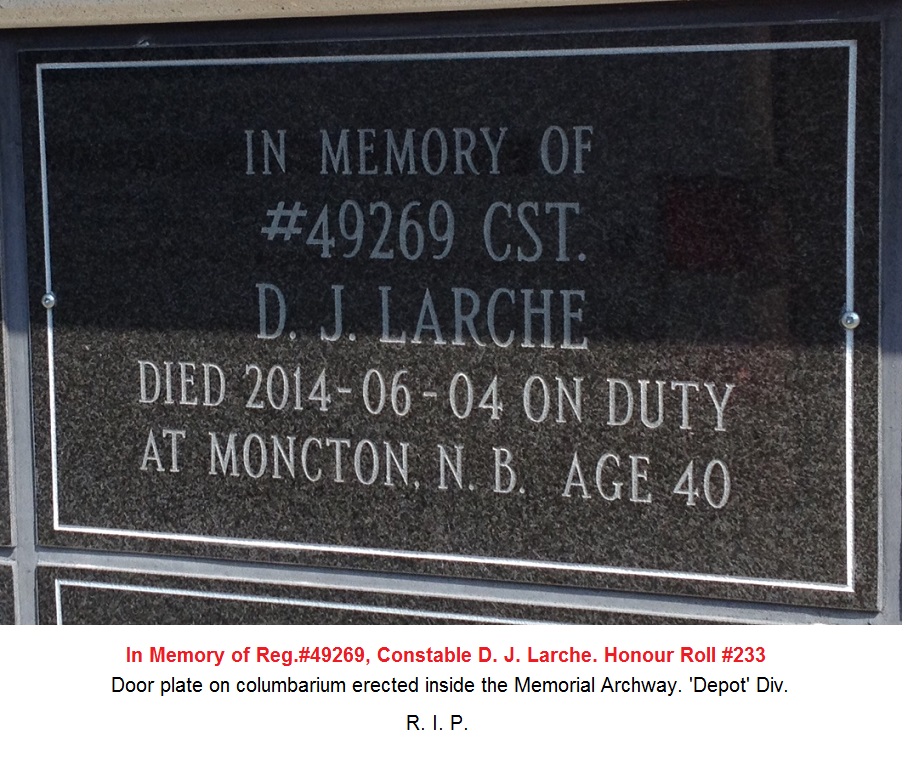 IN MEMORY OF
#49269 CST.
D. J. LARCHE
DIED 2014-06-04 ON DUTY
AT MONCTON, N. B. AGE 40
In Memory of Reg.#49269, Constable D. J. Larche. Honour Roll #233
Door plate on columbarium erected inside the Memorial Archway. 'Depot' Div.
R. I. P.